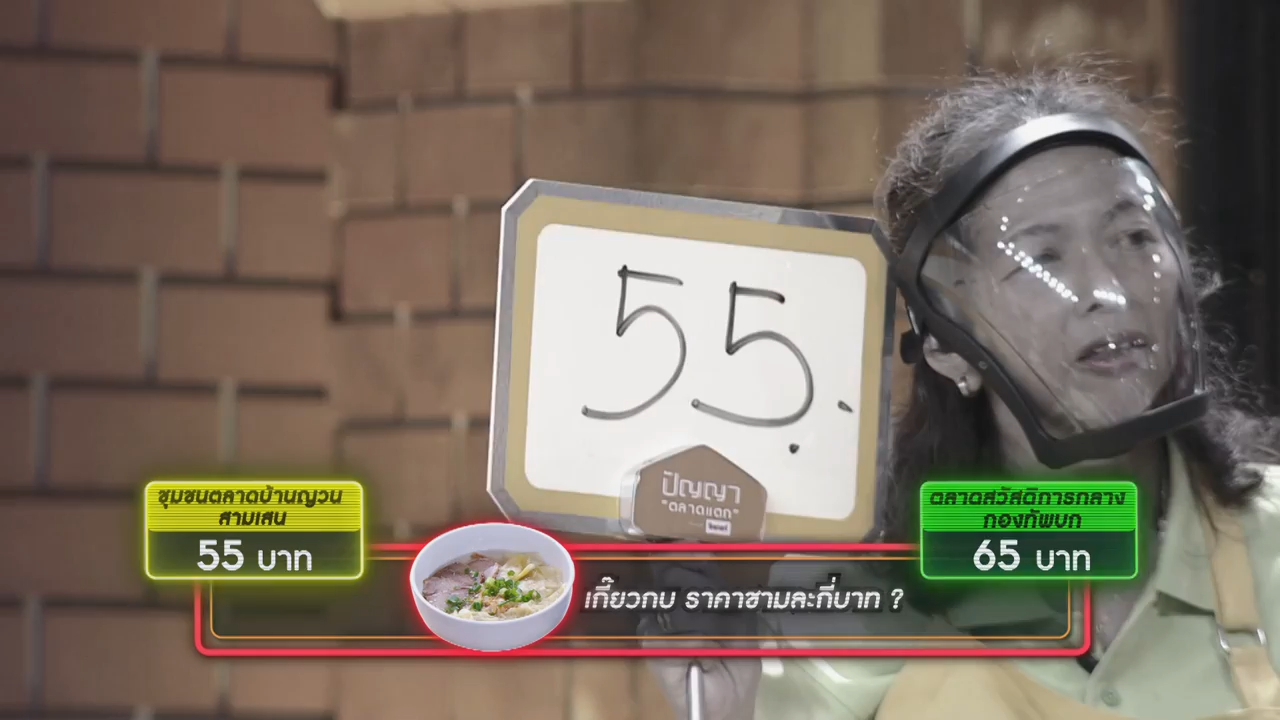 55.
ปัญญา
"ตลาดแตก"
ชุมชนตลาดบ้านญวน
สามเสน
55 บาท
ตลาดสวัสดิการกลาง
กองทัพบก
65 บาท
เกี๊ยวกบ ราคาชามละกี่บาท ?